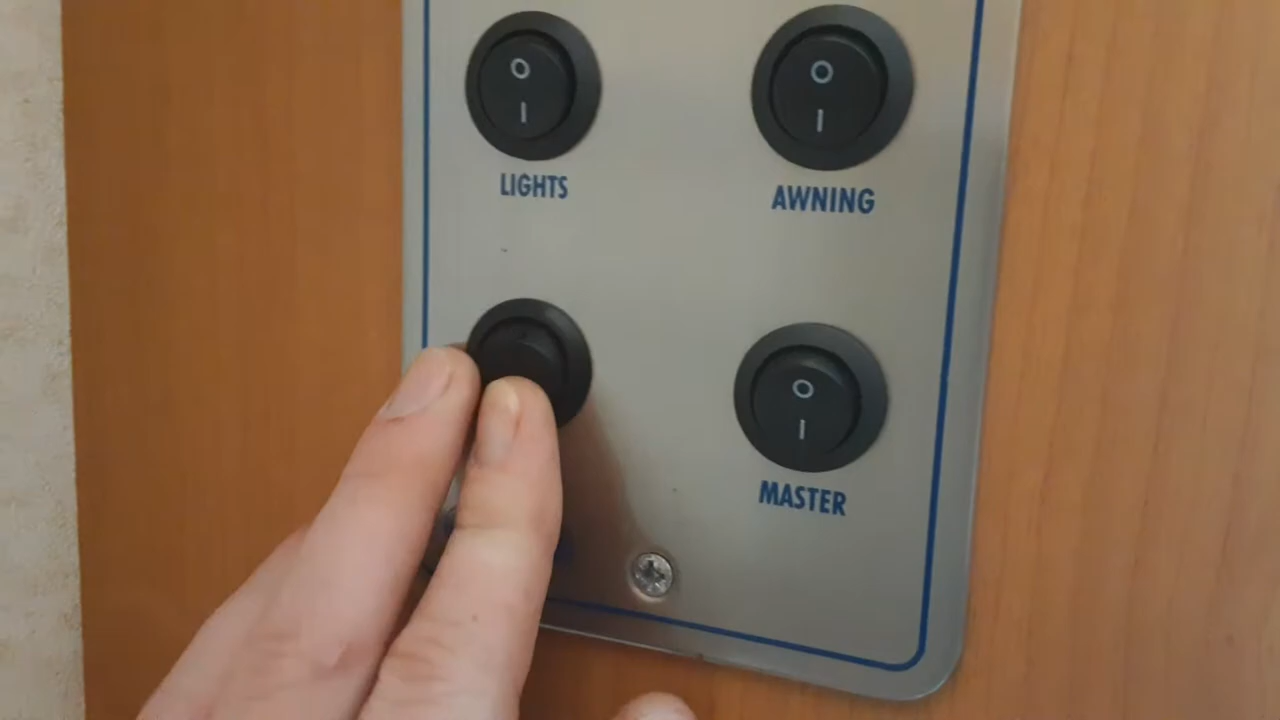 O O
I I
LIGHTS AWNING
O
I
MASTER